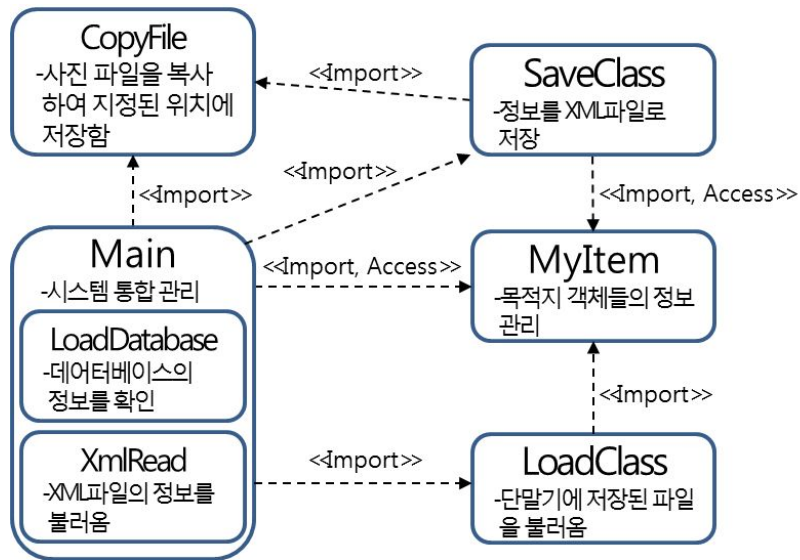 CopyFile
-사진 파일을 복사
하여 지정된 위치에
저장함
<<Import>>
SaveClass
-정보를 XML파일로
저장
<<Import>>
<<Import>>
<<Import, Access>>
Main
-시스템 통합 관리
<<Import, Access>>
MyItem
-목적지 객체들의 정보
관리
LoadDatabase
-데어터베이스의
정보를 확인
<<Import>>
XmlRead
-XML파일의 정보를
불러옴
<<Import>>
LoadClass
-단말기에 저장된 파일
을 불러옴